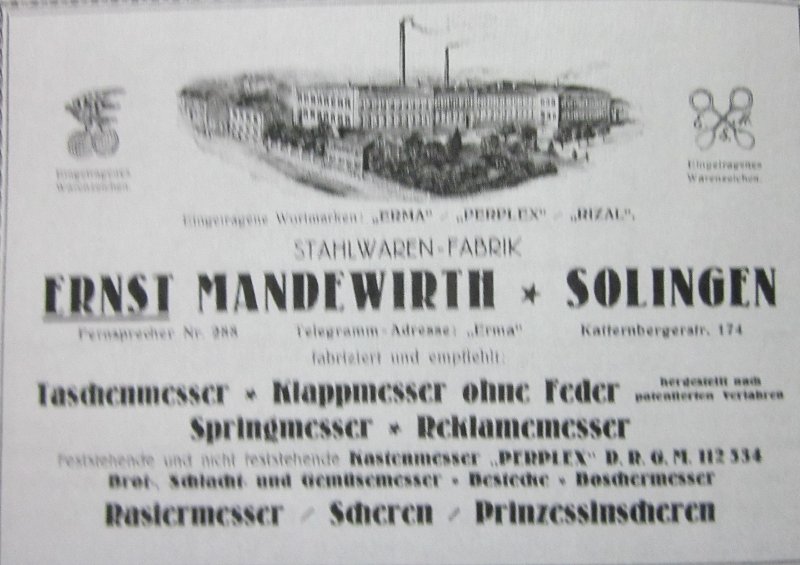 Eingetragenes
Warenzeichen.
Eingetragenes
Warenzeichen.
Eingetragene Wortmarken: „ERMA" / „PERPLEX" / „RIZAL".
STAHLWAREN-FABRIK
ERNST MANDEWIRTH ★ SOLINGEN
Fernsprecher Nr. 288 Telegramm-Adresse: „Erma" Katternbergerstr. 174
fabriziert und empfiehlt:
Taschenmesser * Klappmesser ohne Feder hergestellt nach
patentierten Verfahren
Springmesser * Reklamemesser
Feststehende und nicht feststehende Kastenmesser „PERPLEX" D. R. G. M. 112 334
Brot-, Schlacht- und Gemüsemesser - Bestecke - Boschermesser
Rasiermesser / Scheren / Prinzessinscheren